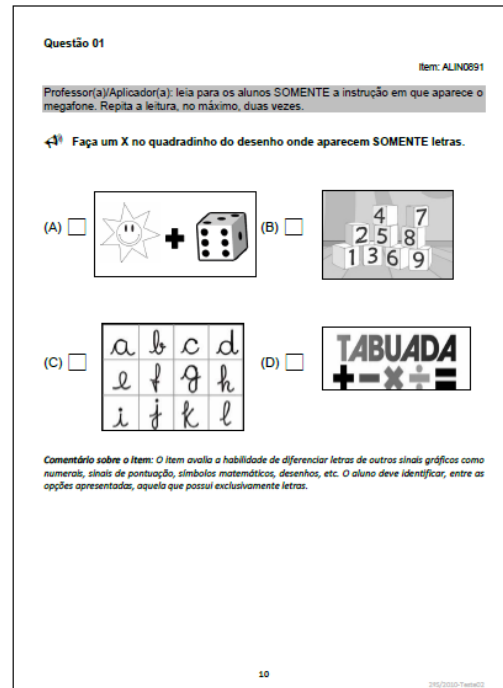 Questão 01
Item: ALIN0891
Professor(a)/Aplicador(a): leia para os alunos SOMENTE a instrução em que aparece o
megafone. Repita a leitura, no máximo, duas vezes.
Faça um X no quadradinho do desenho onde aparecem SOMENTE letras.
(A)
(B)
4 7
2 5 8
1 3 6 9
(C)
a b c d
e f g h
i j k l
(D)
TABUADA
+ - × ÷ =
Comentário sobre o Item: O item avalia a habilidade de diferenciar letras de outros sinais gráficos como
numerais, sinais de pontuação, símbolos matemáticos, desenhos, etc. O aluno deve identificar, entre as
opções apresentadas, aquela que possui exclusivamente letras.
10
295/2010-Teste02